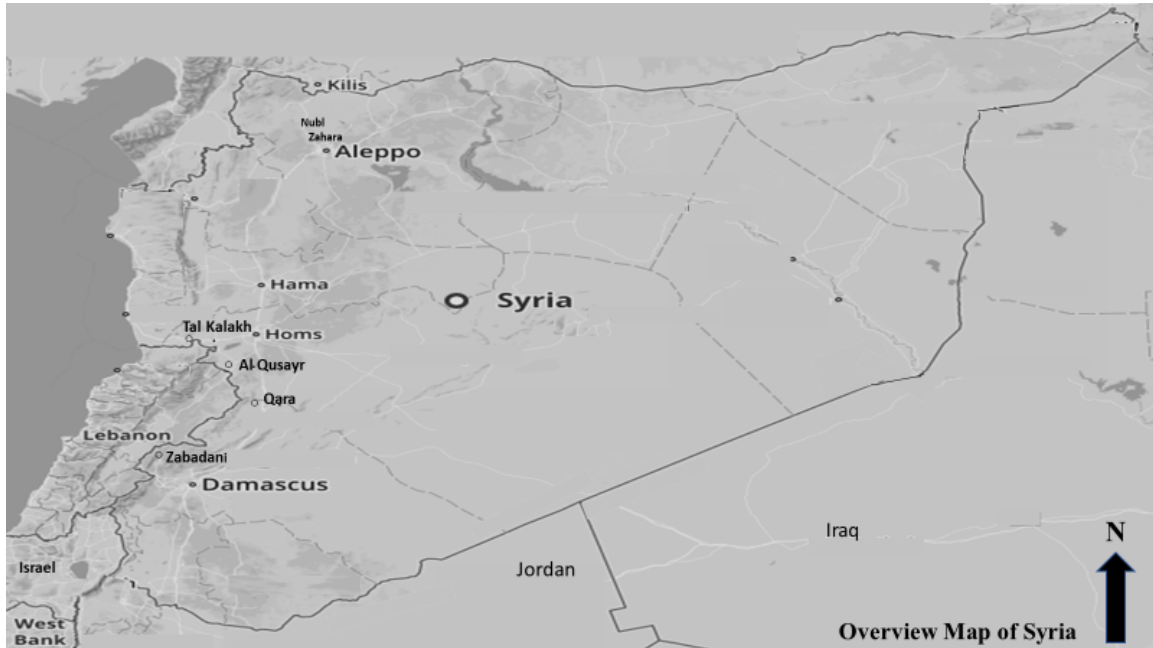 Kilis
Nubl
Zahara
Aleppo
Hama
Syria
Tal Kalakh
Homs
Al Qusayr
Qara
Lebanon
Zabadani
Damascus
Iraq
N
Israel
Jordan
West
Bank
Overview Map of Syria